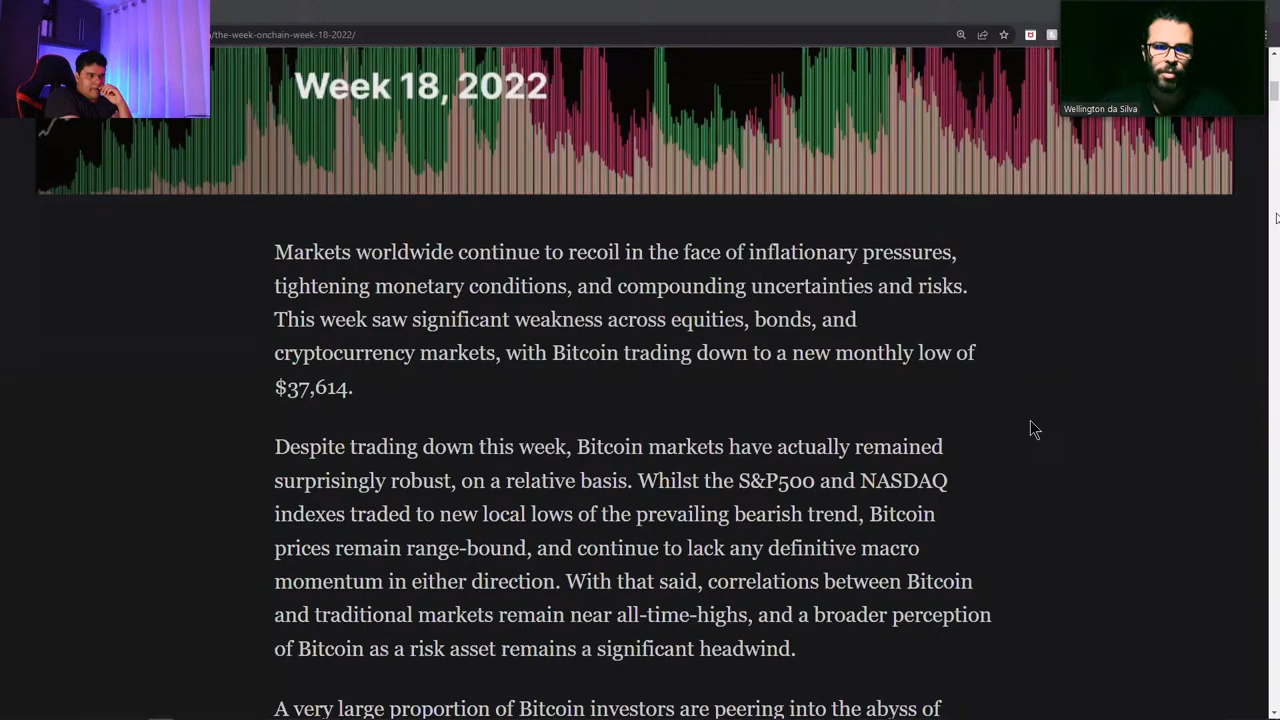 /the-week-onchain-week-18-2022/
Wellington da Silva
Week 18, 2022
Markets worldwide continue to recoil in the face of inflationary pressures,
tightening monetary conditions, and compounding uncertainties and risks.
This week saw significant weakness across equities, bonds, and
cryptocurrency markets, with Bitcoin trading down to a new monthly low of
$37,614.
Despite trading down this week, Bitcoin markets have actually remained
surprisingly robust, on a relative basis. Whilst the S&P500 and NASDAQ
indexes traded to new local lows of the prevailing bearish trend, Bitcoin
prices remain range-bound, and continue to lack any definitive macro
momentum in either direction. With that said, correlations between Bitcoin
and traditional markets remain near all-time-highs, and a broader perception
of Bitcoin as a risk asset remains a significant headwind.
A very large proportion of Bitcoin investors are peering into the abyss of